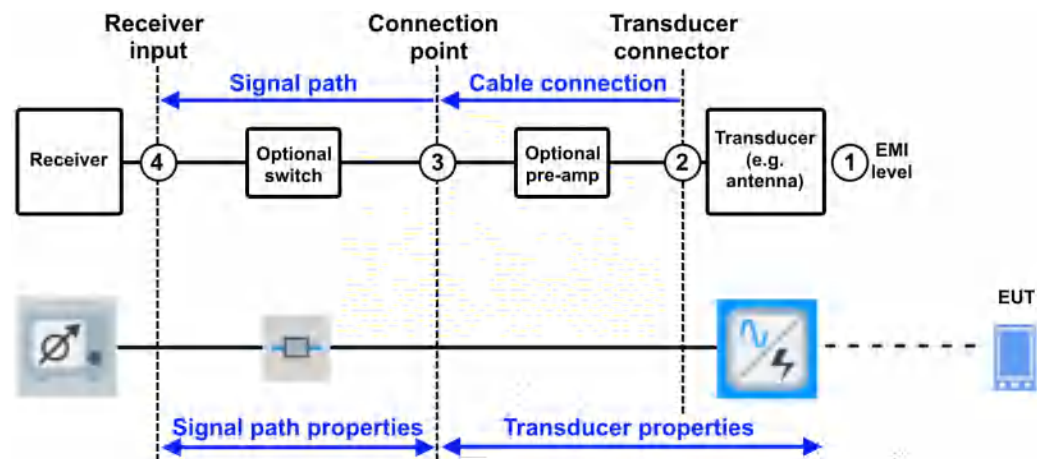 Receiver
input
Connection
point
Transducer
connector
Signal path
Cable connection
Receiver
4
Optional
switch
3
Optional
pre-amp
2
Transducer
(e.g.
antenna)
1
EMI
level
EUT
Signal path properties
Transducer properties